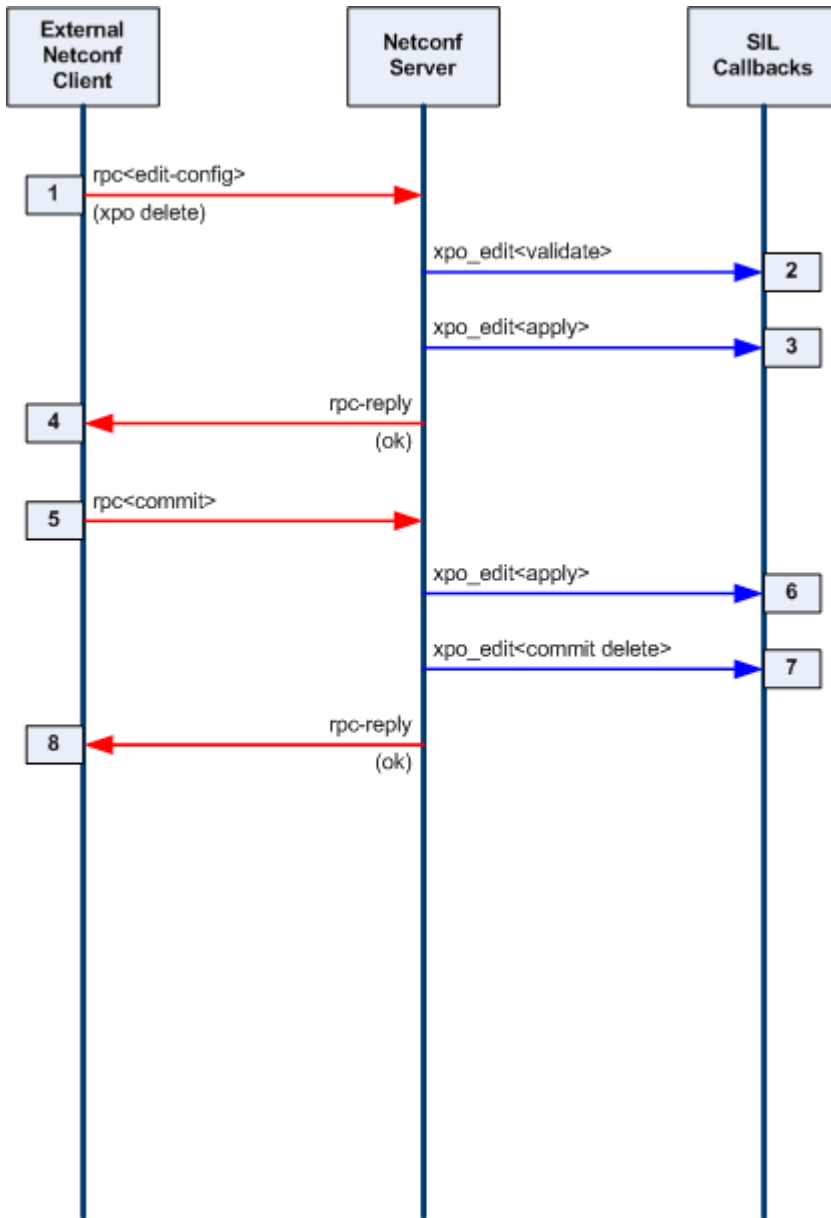 External
Netconf
Client
Netconf
Server
SIL
Callbacks
1
rpc<edit-config>
(xpo delete)
xpo_edit<validate>
2
xpo_edit<apply>
3
4
rpc-reply
(ok)
5
rpc<commit>
xpo_edit<apply>
6
xpo_edit<commit delete>
7
8
rpc-reply
(ok)